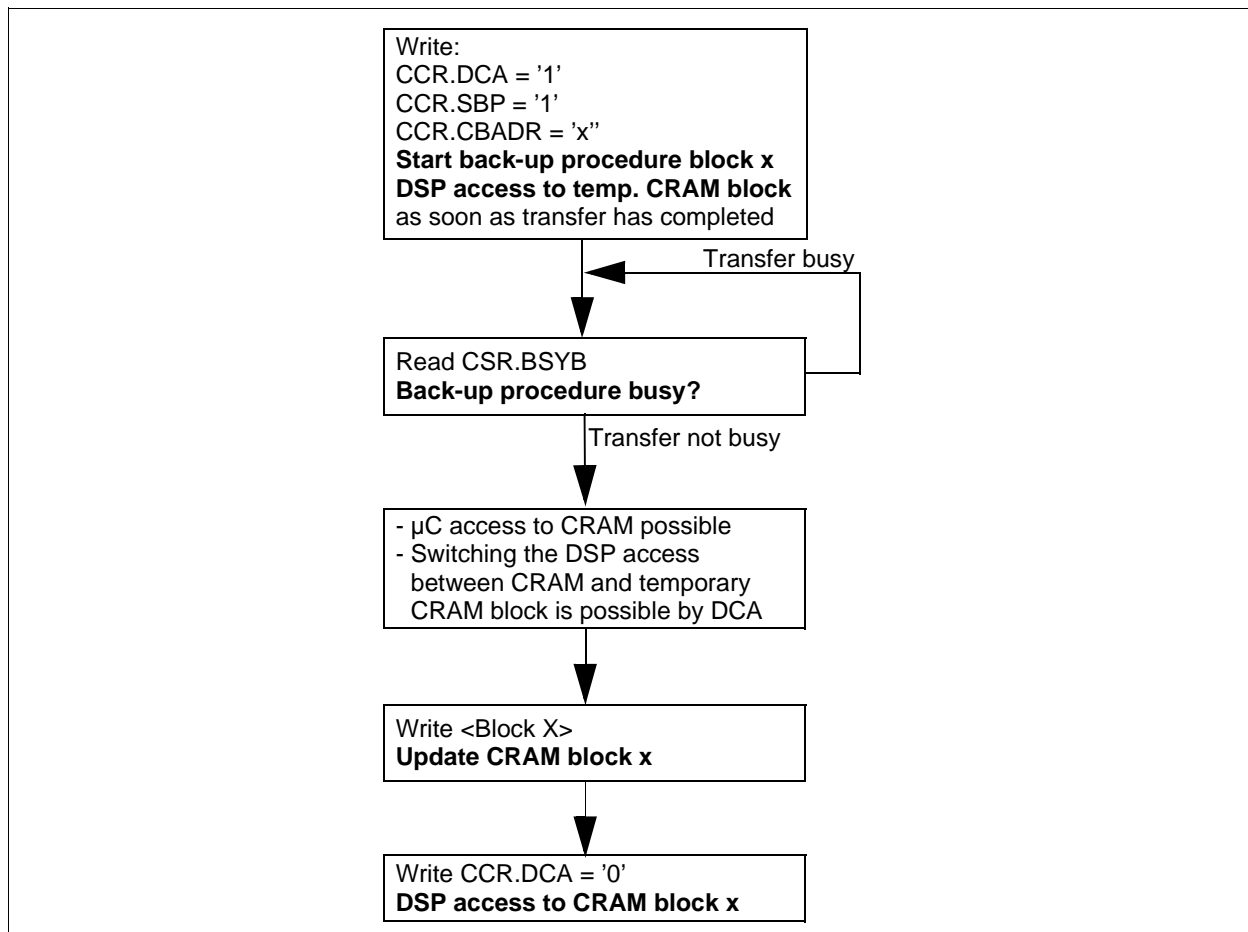 Write:
CCR.DCA = ’1’
CCR.SBP = ’1’
CCR.CBADR = ’x’’
Start back-up procedure block x
DSP access to temp. CRAM block
as soon as transfer has completed
Transfer busy
Read CSR.BSYB
Back-up procedure busy?
Transfer not busy
- µC access to CRAM possible
- Switching the DSP access
between CRAM and temporary
CRAM block is possible by DCA
Write <Block X>
Update CRAM block x
Write CCR.DCA = ’0’
DSP access to CRAM block x